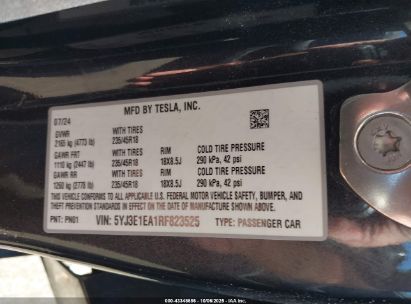 MFD BY TESLA, INC.
07/24
GVWR WITH TIRES
2165 kg (4773 lb) 235/45R18
GAWR FRT WITH TIRES RIM COLD TIRE PRESSURE
1110 kg (2447 lb) 235/45R18 18X8.5J 290 kPa, 42 psi
GAWR RR WITH TIRES RIM COLD TIRE PRESSURE
1260 kg (2778 lb) 235/45R18 18X8.5J 290 kPa, 42 psi
THIS VEHICLE CONFORMS TO ALL APPLICABLE U.S. FEDERAL MOTOR VEHICLE SAFETY, BUMPER, AND
THEFT PREVENTION STANDARDS IN EFFECT ON THE DATE OF MANUFACTURE SHOWN ABOVE.
PNT: PN01 VIN: 5YJ3E1EA1RF823525 TYPE: PASSENGER CAR